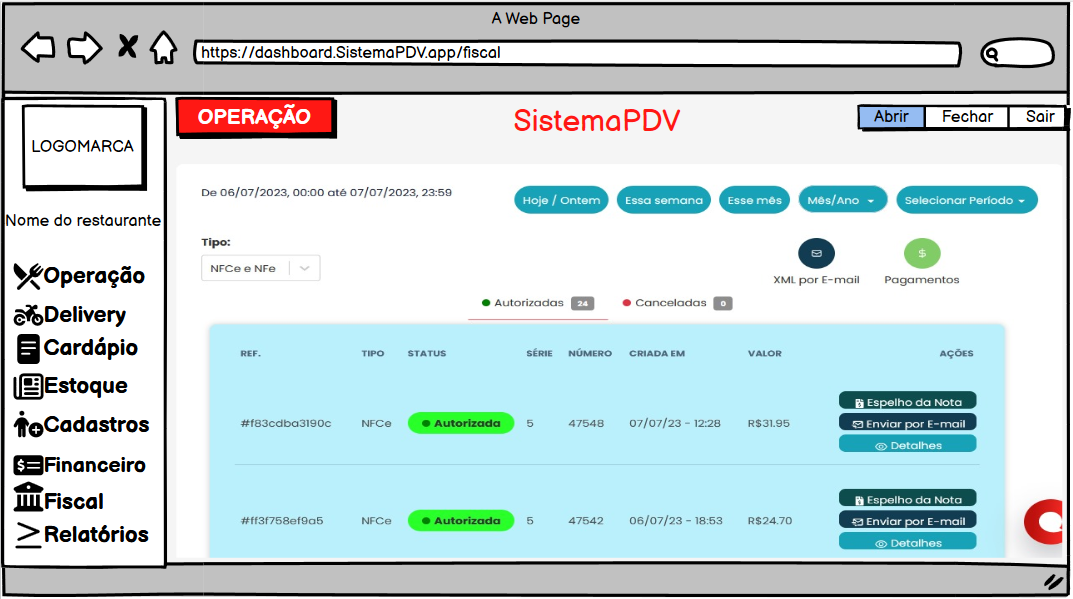 A Web Page
https://dashboard.SistemaPDV.app/fiscal
LOGOMARCA
Nome do restaurante
Operação
Delivery
Cardápio
Estoque
Cadastros
Financeiro
Fiscal
Relatórios
OPERAÇÃO
SistemaPDV
Abrir Fechar Sair
De 06/07/2023, 00:00 até 07/07/2023, 23:59
Hoje / Ontem Essa semana Esse mês Mês/Ano Selecionar Período
Tipo:
NFCe e NFe
XML por E-mail Pagamentos
Autorizadas 24 Canceladas 0
REF. TIPO STATUS SÉRIE NÚMERO CRIADA EM VALOR AÇÕES
#f83cdba3190c NFCe Autorizada 5 47548 07/07/23 - 12:28 R$31.95
Espelho da Nota
Enviar por E-mail
Detalhes
#ff3f758ef9a5 NFCe Autorizada 5 47542 06/07/23 - 18:53 R$24.70
Espelho da Nota
Enviar por E-mail
Detalhes